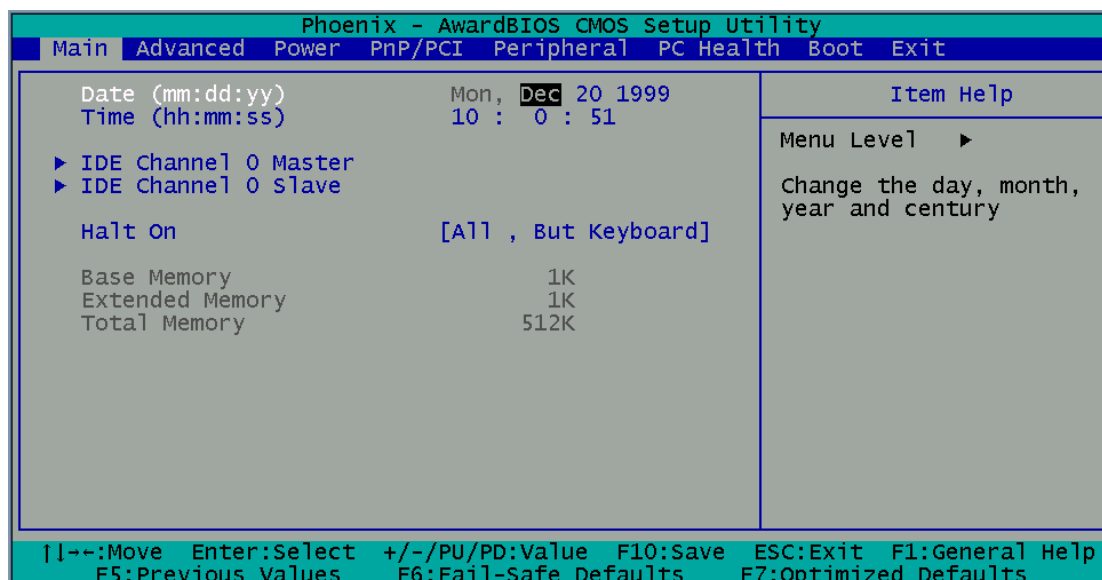 Phoenix - AwardBIOS CMOS Setup Utility
Main Advanced Power PnP/PCI Peripheral PC Health Boot Exit
Date (mm:dd:yy) Mon, Dec 20 1999
Time (hh:mm:ss) 10 : 0 : 51
▶ IDE Channel 0 Master
▶ IDE Channel 0 Slave
Halt On [All , But Keyboard]
Base Memory 1K
Extended Memory 1K
Total Memory 512K
Item Help
Menu Level ▶
Change the day, month,
year and century
↑↓→←:Move Enter:Select +/-/PU/PD:Value F10:Save ESC:Exit F1:General Help
F5:Previous Values F6:Fail-Safe Defaults F7:Optimized Defaults